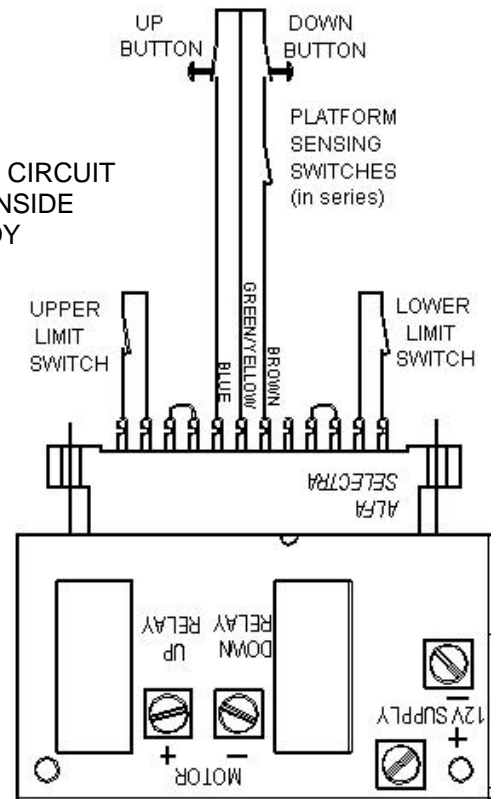 UP
BUTTON
DOWN
BUTTON
PLATFORM
SENSING
SWITCHES
(in series)
CIRCUIT
NSIDE
DY
UPPER
LIMIT
SWITCH
LOWER
LIMIT
SWITCH
BLUE
GREEN/YELLOW
BROWN
ALFA
SELECTRA
UP
RELAY
DOWN
RELAY
MOTOR
+
-
12V SUPPLY
-
+